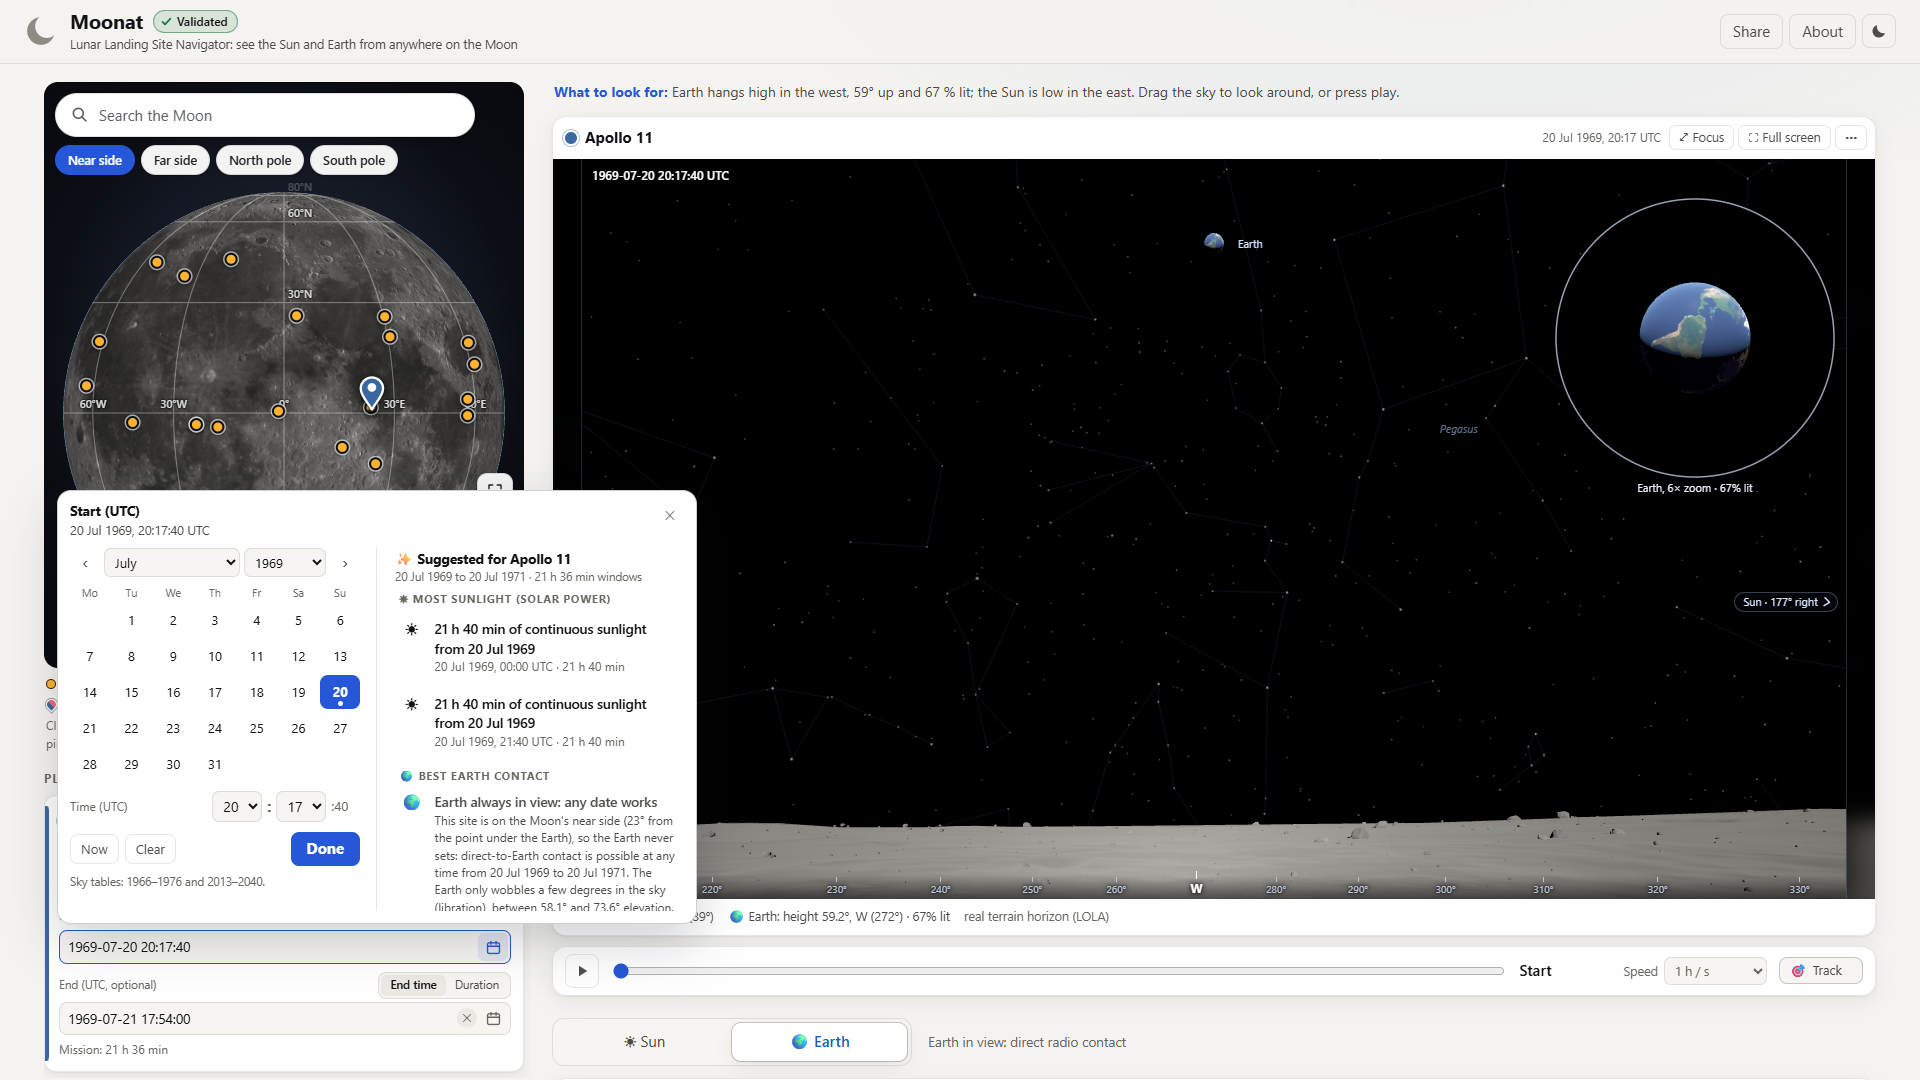 Moonat
Validated
Lunar Landing Site Navigator: see the Sun and Earth from anywhere on the Moon
Share
About
Search the Moon
Near side
Far side
North pole
South pole
80°N
60°N
30°N
60°W
30°W
0°
30°E
°E
What to look for: Earth hangs high in the west, 59° up and 67 % lit; the Sun is low in the east. Drag the sky to look around, or press play.
Apollo 11
20 Jul 1969, 20:17 UTC
Focus
Full screen
1969-07-20 20:17:40 UTC
Earth
Pegasus
Earth, 6× zoom · 67% lit
Sun · 177° right
220°
230°
240°
250°
260°
W
280°
290°
300°
310°
320°
330°
Start (UTC)
20 Jul 1969, 20:17:40 UTC
July
1969
Mo Tu We Th Fr Sa Su
1 2 3 4 5 6
7 8 9 10 11 12 13
14 15 16 17 18 19 20
21 22 23 24 25 26 27
28 29 30 31
Time (UTC)
20 : 17 :40
Now
Clear
Done
Sky tables: 1966–1976 and 2013–2040.
Suggested for Apollo 11
20 Jul 1969 to 20 Jul 1971 · 21 h 36 min windows
MOST SUNLIGHT (SOLAR POWER)
21 h 40 min of continuous sunlight
from 20 Jul 1969
20 Jul 1969, 00:00 UTC · 21 h 40 min
21 h 40 min of continuous sunlight
from 20 Jul 1969
20 Jul 1969, 21:40 UTC · 21 h 40 min
BEST EARTH CONTACT
Earth always in view: any date works
This site is on the Moon's near side (23° from
the point under the Earth), so the Earth never
sets: direct-to-Earth contact is possible at any
time from 20 Jul 1969 to 20 Jul 1971. The
Earth only wobbles a few degrees in the sky
(libration), between 58.1° and 73.6° elevation.
Cl
pi
PL
1969-07-20 20:17:40
End (UTC, optional)
End time
Duration
1969-07-21 17:54:00
Mission: 21 h 36 min
89°)
Earth: height 59.2°, W (272°) · 67% lit
real terrain horizon (LOLA)
Start
Speed
1 h / s
Track
Sun
Earth
Earth in view: direct radio contact